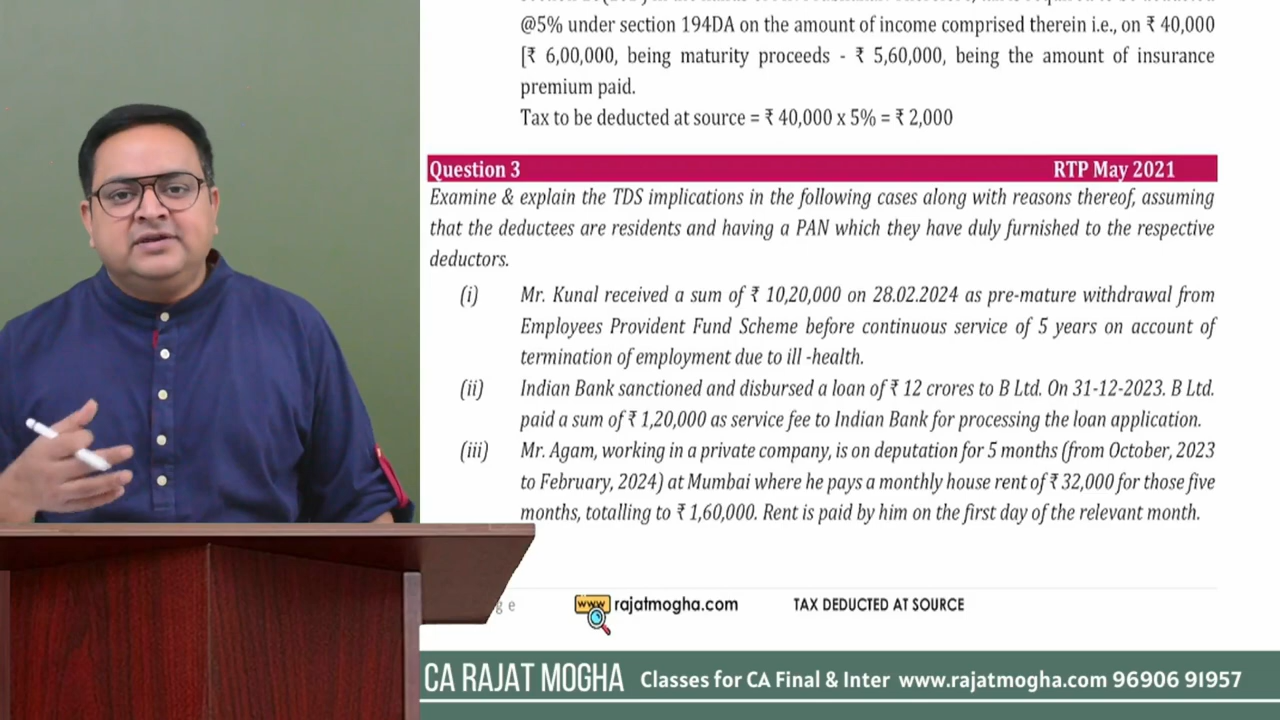 @5% under section 194DA on the amount of income comprised therein i.e., on ₹ 40,000
[₹ 6,00,000, being maturity proceeds - ₹ 5,60,000, being the amount of insurance
premium paid.
Tax to be deducted at source = ₹ 40,000 x 5% = ₹ 2,000
Question 3 RTP May 2021
Examine & explain the TDS implications in the following cases along with reasons thereof, assuming
that the deductees are residents and having a PAN which they have duly furnished to the respective
deductors.
(i) Mr. Kunal received a sum of ₹ 10,20,000 on 28.02.2024 as pre-mature withdrawal from
Employees Provident Fund Scheme before continuous service of 5 years on account of
termination of employment due to ill -health.
(ii) Indian Bank sanctioned and disbursed a loan of ₹ 12 crores to B Ltd. On 31-12-2023. B Ltd.
paid a sum of ₹ 1,20,000 as service fee to Indian Bank for processing the loan application.
(iii) Mr. Agam, working in a private company, is on deputation for 5 months (from October, 2023
to February, 2024) at Mumbai where he pays a monthly house rent of ₹ 32,000 for those five
months, totalling to ₹ 1,60,000. Rent is paid by him on the first day of the relevant month.
g e www rajatmogha.com TAX DEDUCTED AT SOURCE
CA RAJAT MOGHA Classes for CA Final & Inter www.rajatmogha.com 96906 91957